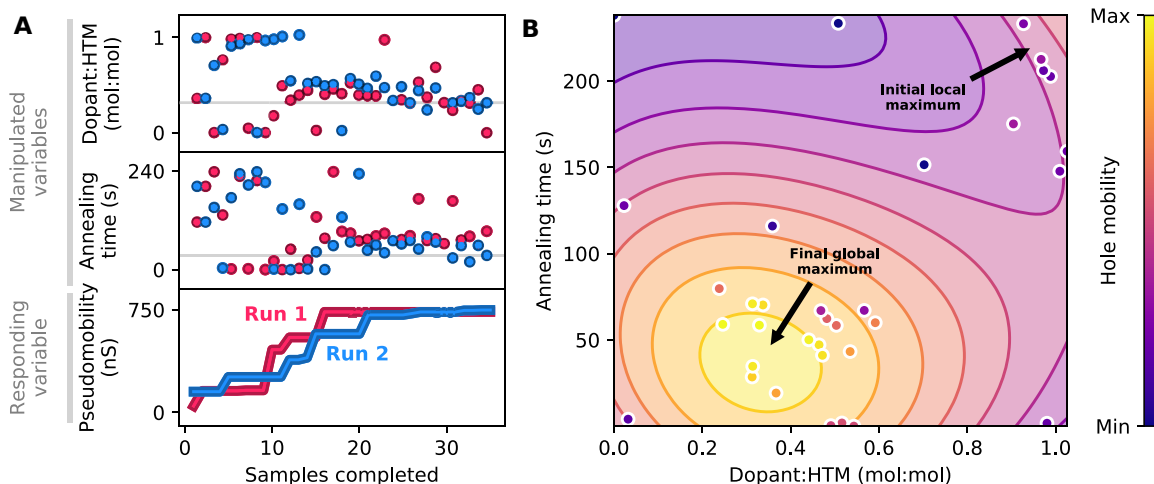 A
Manipulated
variables
Dopant:HTM
(mol:mol)
1
0
Annealing
time (s)
240
0
Responding
variable
Pseudomobility
(nS)
750
0
Run 1
Run 2
0
10
20
30
Samples completed
B
Annealing time (s)
200
150
100
50
Initial local
maximum
Final global
maximum
0.0
0.2
0.4
0.6
0.8
1.0
Dopant:HTM (mol:mol)
Max
Hole mobility
Min